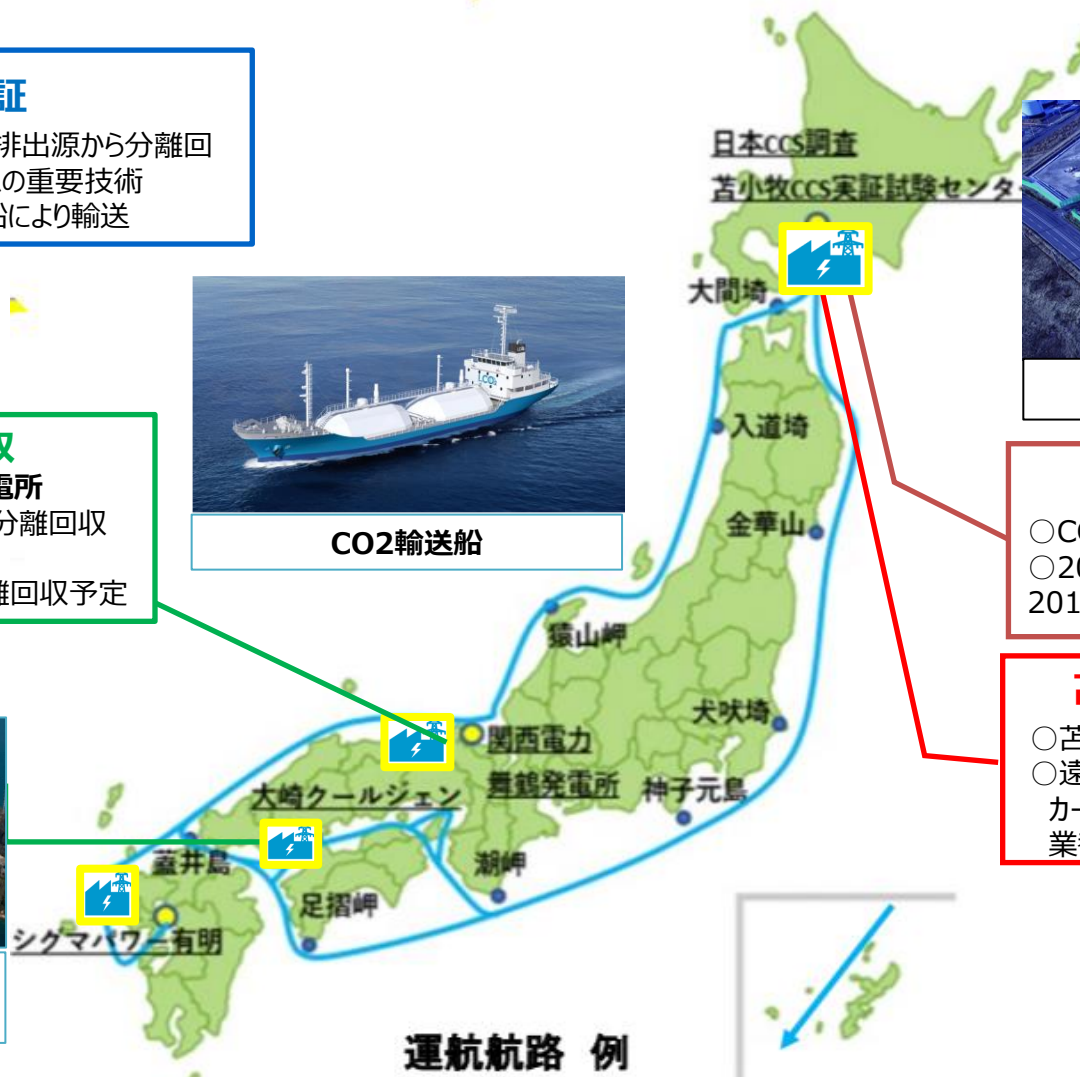 証
排出源から分離回
の重要技術
により輸送
日本CCS調査
苫小牧CCS実証試験センター
大間埼
LCO₂
CO2輸送船
入道埼
金華山
収
電所
分離回収
離回収予定
○CO
○20
201
猿山岬
犬吠埼
関西電力
舞鶴発電所
神子元島
○苫
○遠
カー
業
大崎クールジェン
蓋井島
潮岬
足摺岬
シグマパワー有明
運航航路 例